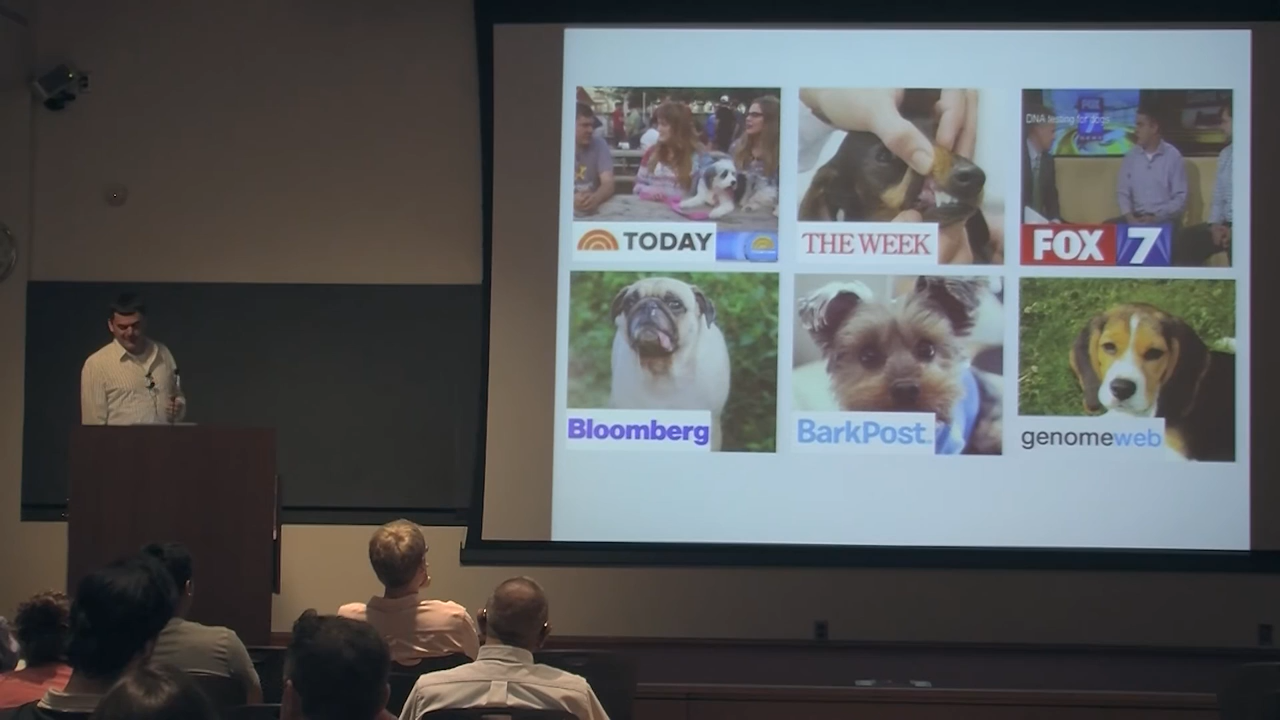 DNA testing for dogs
TODAY
THE WEEK
FOX 7
Bloomberg
BarkPost
genomeweb